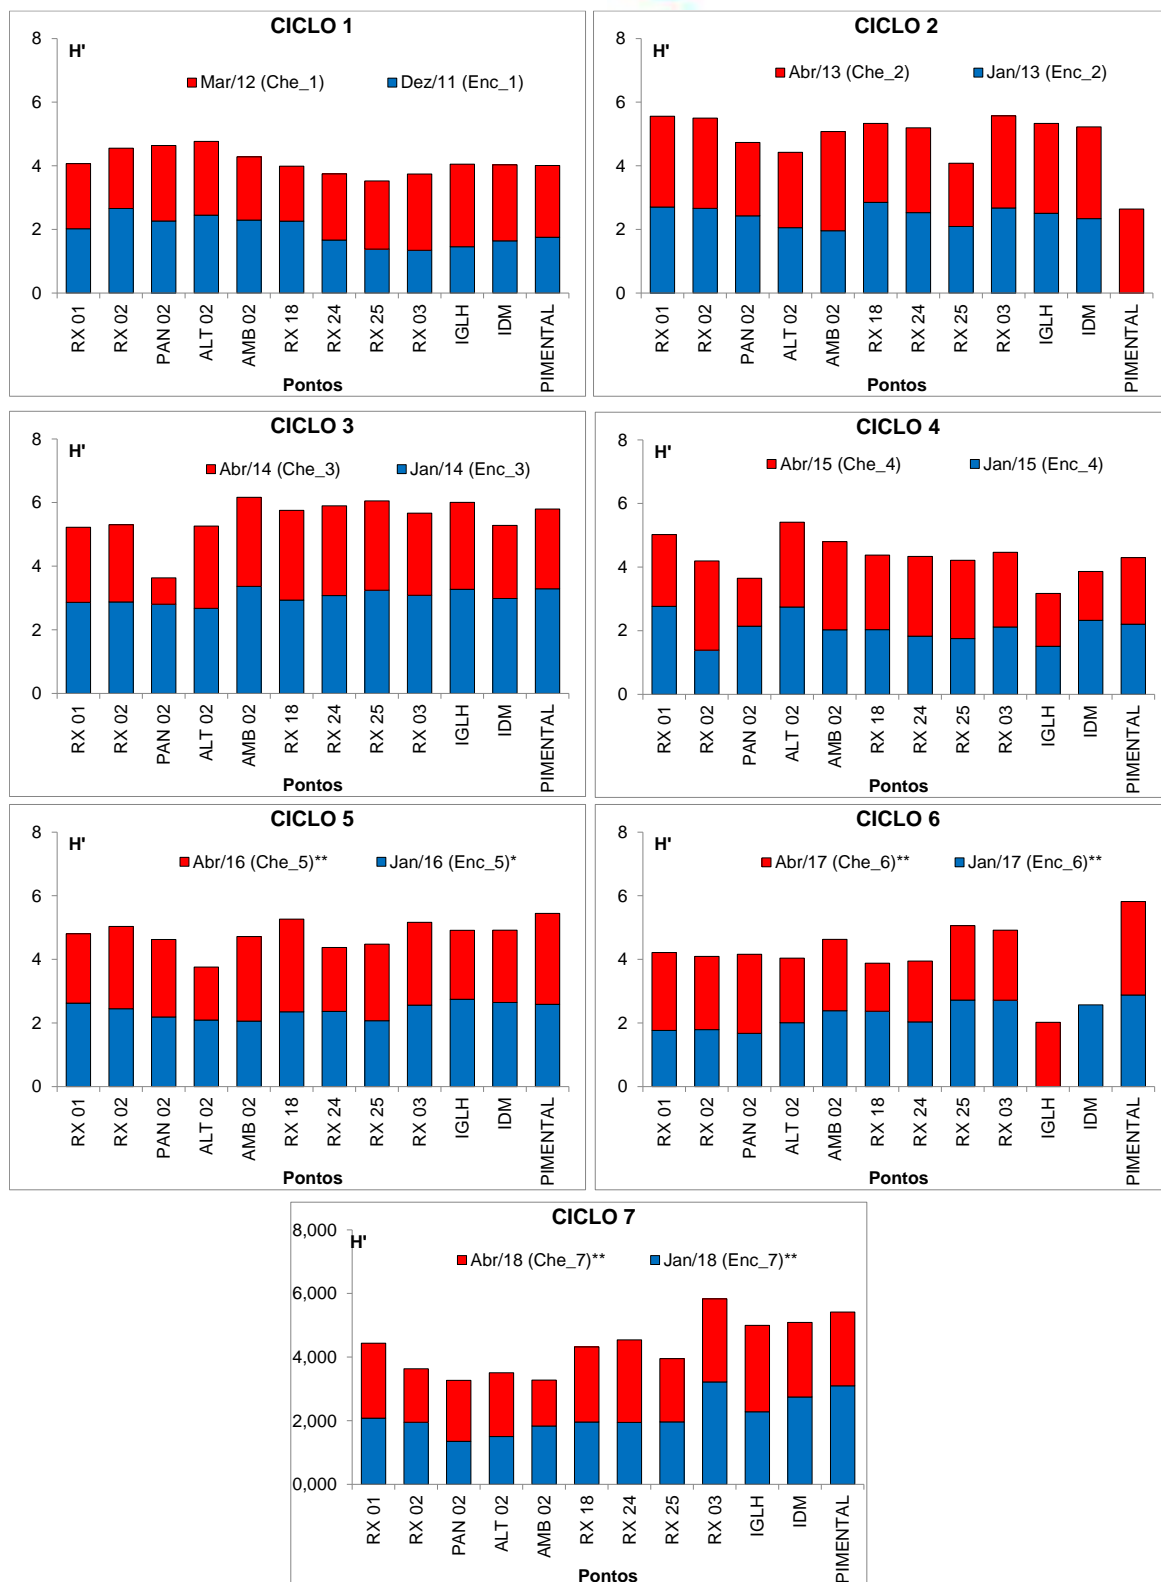 CICLO 1
H'
Mar/12 (Che_1) Dez/11 (Enc_1)
8
6
4
2
0
RX 01 RX 02 PAN 02 ALT 02 AMB 02 RX 18 RX 24 RX 25 RX 03 IGLH IDM PIMENTAL
Pontos
CICLO 2
H'
Abr/13 (Che_2) Jan/13 (Enc_2)
8
6
4
2
0
RX 01 RX 02 PAN 02 ALT 02 AMB 02 RX 18 RX 24 RX 25 RX 03 IGLH IDM PIMENTAL
Pontos
CICLO 3
H'
Abr/14 (Che_3) Jan/14 (Enc_3)
8
6
4
2
0
RX 01 RX 02 PAN 02 ALT 02 AMB 02 RX 18 RX 24 RX 25 RX 03 IGLH IDM PIMENTAL
Pontos
CICLO 4
H'
Abr/15 (Che_4) Jan/15 (Enc_4)
8
6
4
2
0
RX 01 RX 02 PAN 02 ALT 02 AMB 02 RX 18 RX 24 RX 25 RX 03 IGLH IDM PIMENTAL
Pontos
CICLO 5
H'
Abr/16 (Che_5)** Jan/16 (Enc_5)*
8
6
4
2
0
RX 01 RX 02 PAN 02 ALT 02 AMB 02 RX 18 RX 24 RX 25 RX 03 IGLH IDM PIMENTAL
Pontos
CICLO 6
H'
Abr/17 (Che_6)** Jan/17 (Enc_6)**
8
6
4
2
0
RX 01 RX 02 PAN 02 ALT 02 AMB 02 RX 18 RX 24 RX 25 RX 03 IGLH IDM PIMENTAL
Pontos
CICLO 7
H'
Abr/18 (Che_7)** Jan/18 (Enc_7)**
8,000
6,000
4,000
2,000
0,000
RX 01 RX 02 PAN 02 ALT 02 AMB 02 RX 18 RX 24 RX 25 RX 03 IGLH IDM PIMENTAL
Pontos